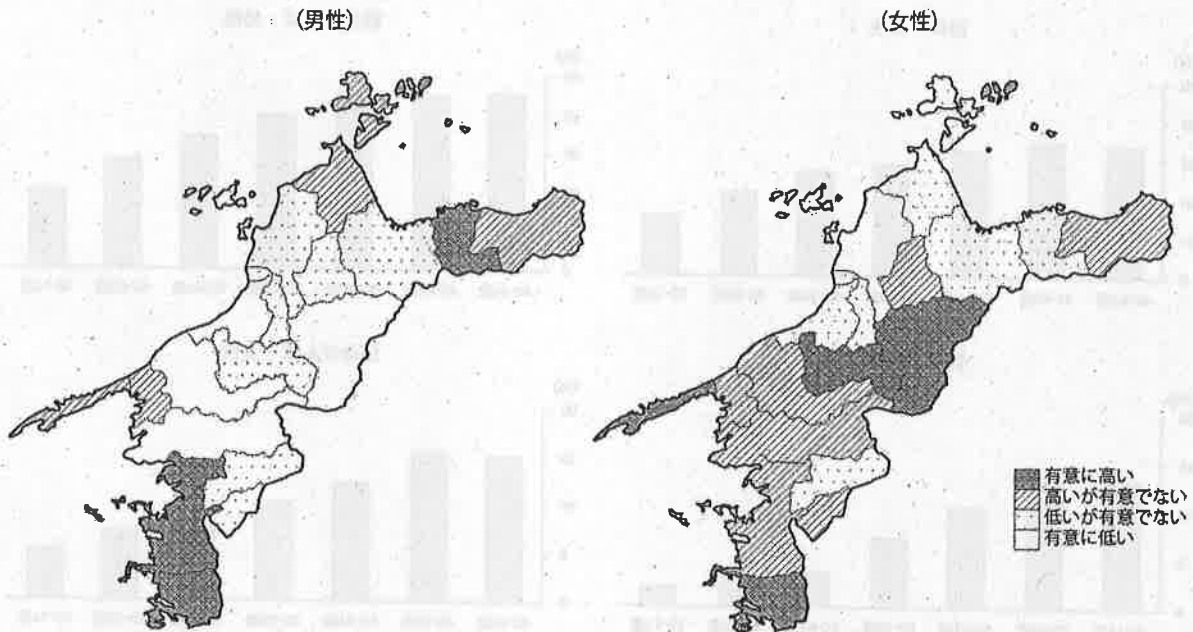 (男性)
(女性)
有意に高い
高いが有意でない
低いが有意でない
有意に低い